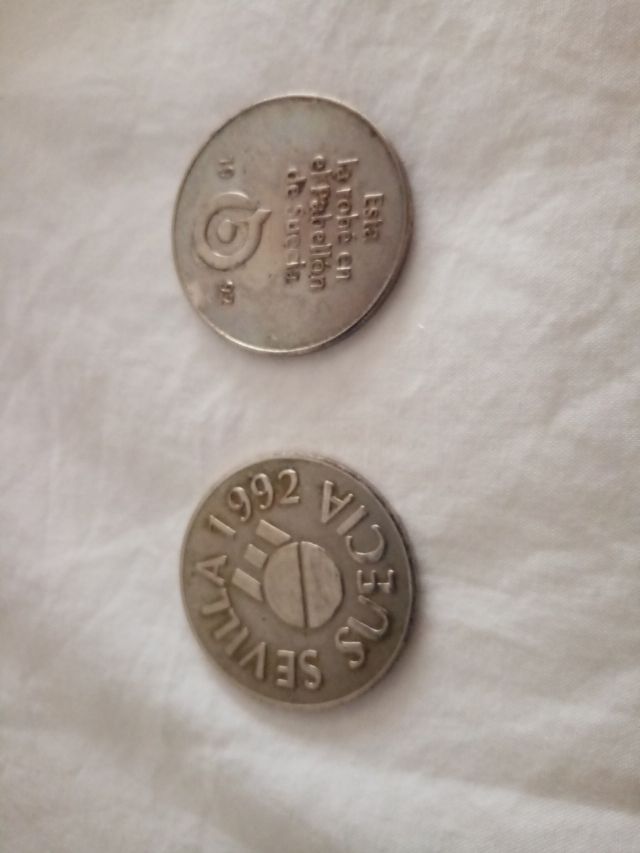 Esta
la robé en
el Pabellón
de Suecia
19 92
SUECIA
SEVILLA 1992